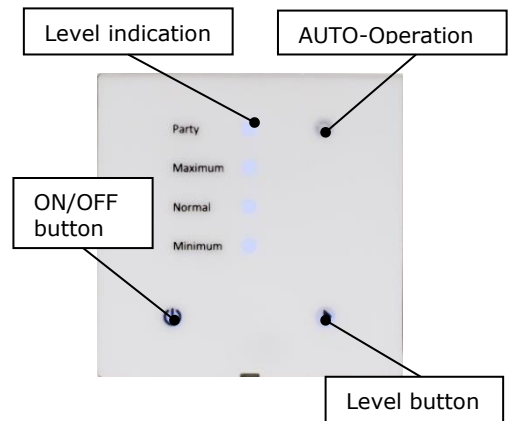 Level indication
AUTO-Operation
Party
Maximum
Normal
Minimum
ON/OFF
button
Level button